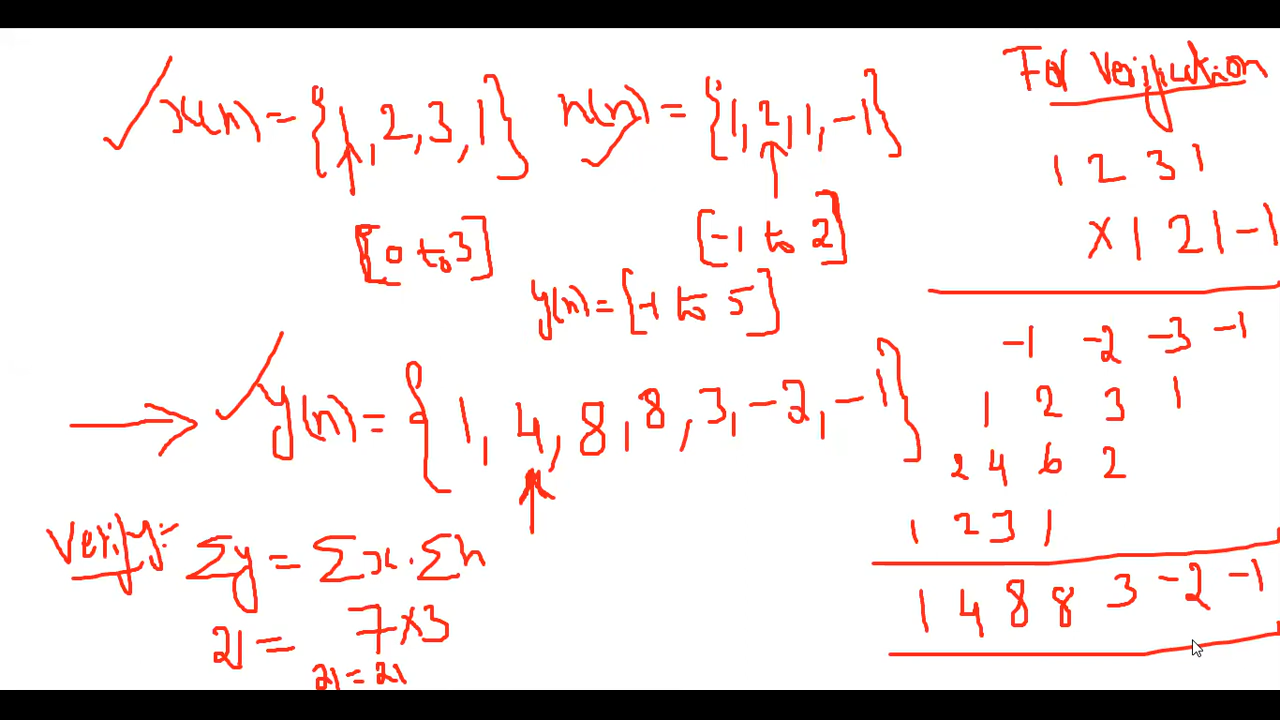 x(n) = {1, 2, 3, 1} h(n) = {1, 2, 1, -1}
[0 to 3] [-1 to 2]
y(n) = [-1 to 5]
y(n) = {1, 4, 8, 8, 3, -2, -1}
Verify:
Σy = Σx . Σh
21 = 7×3
21 = 21
For Verification
1 2 3 1
× 1 2 1 -1
-1 -2 -3 -1
1 2 3 1
2 4 6 2
1 2 3 1
1 4 8 8 3 -2 -1